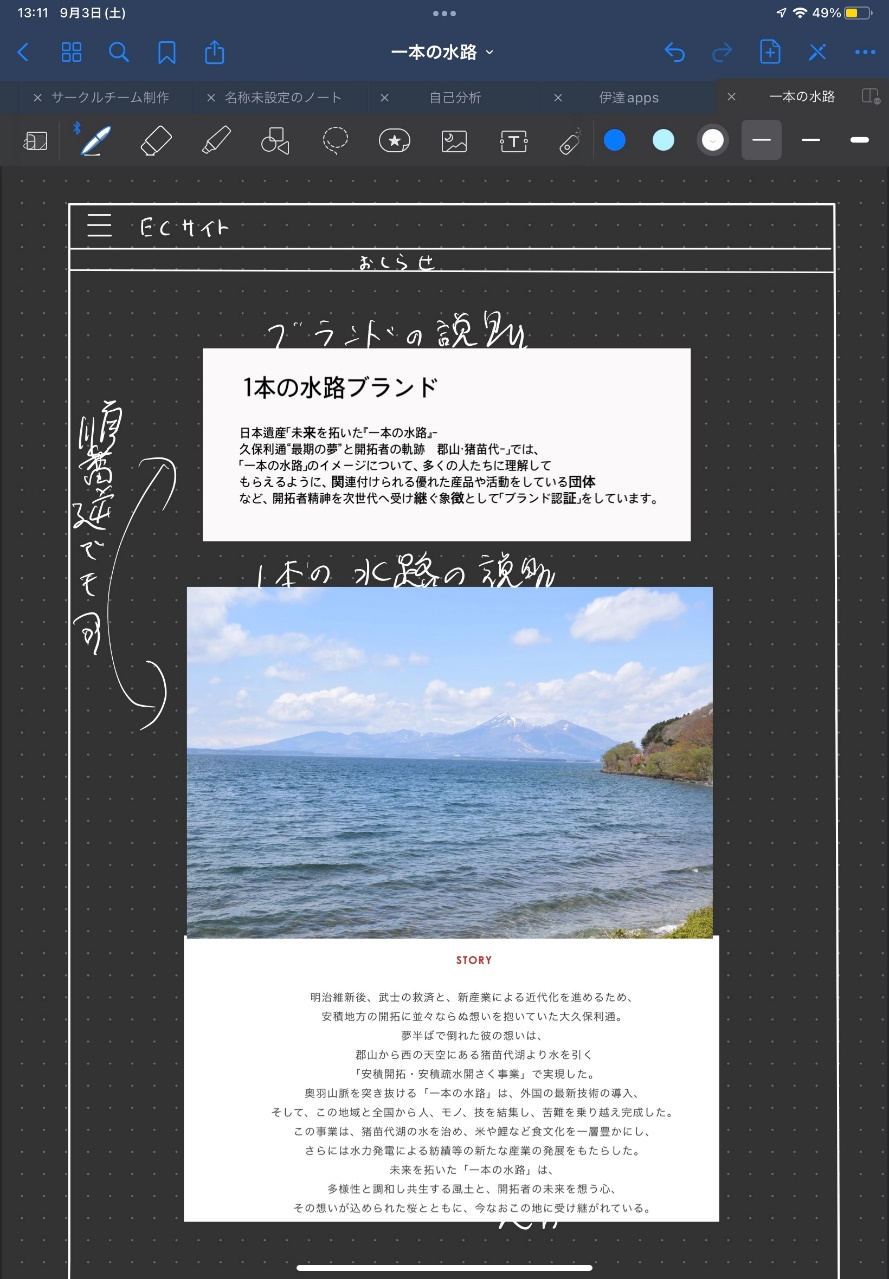 13:11 9月3日(土)
49%
一本の水路
サークルチーム制作
名称未設定のノート
自己分析
伊達apps
一本の水路
ECサイト
おしらせ
ブランドの説明
1本の水路ブランド
日本遺産「未来を拓いた『一本の水路』-
久保利通“最期の夢”と開拓者の軌跡 郡山・猪苗代-」では、
「一本の水路」のイメージについて、多くの人たちに理解して
もらえるように、関連付けられる優れた産品や活動をしている団体
など、開拓者精神を次世代へ受け継ぐ象徴として「ブランド認証」をしています。
順番逆でも可
1本の水路の説明
STORY
明治維新後、武士の救済と、新産業による近代化を進めるため、
安積地方の開拓に並々ならぬ想いを抱いていた大久保利通。
夢半ばで倒れた彼の想いは、
郡山から西の天空にある猪苗代湖より水を引く
「安積開拓・安積疏水開さく事業」で実現した。
奥羽山脈を突き抜ける「一本の水路」は、外国の最新技術の導入、
そして、この地域と全国から人、モノ、技を結集し、苦難を乗り越え完成した。
この事業は、猪苗代湖の水を治め、米や鯉など食文化を一層豊かにし、
さらには水力発電による紡績等の新たな産業の発展をもたらした。
未来を拓いた「一本の水路」は、
多様性と調和し共生する風土と、開拓者の未来を想う心、
その想いが込められた桜とともに、今なおこの地に受け継がれている。